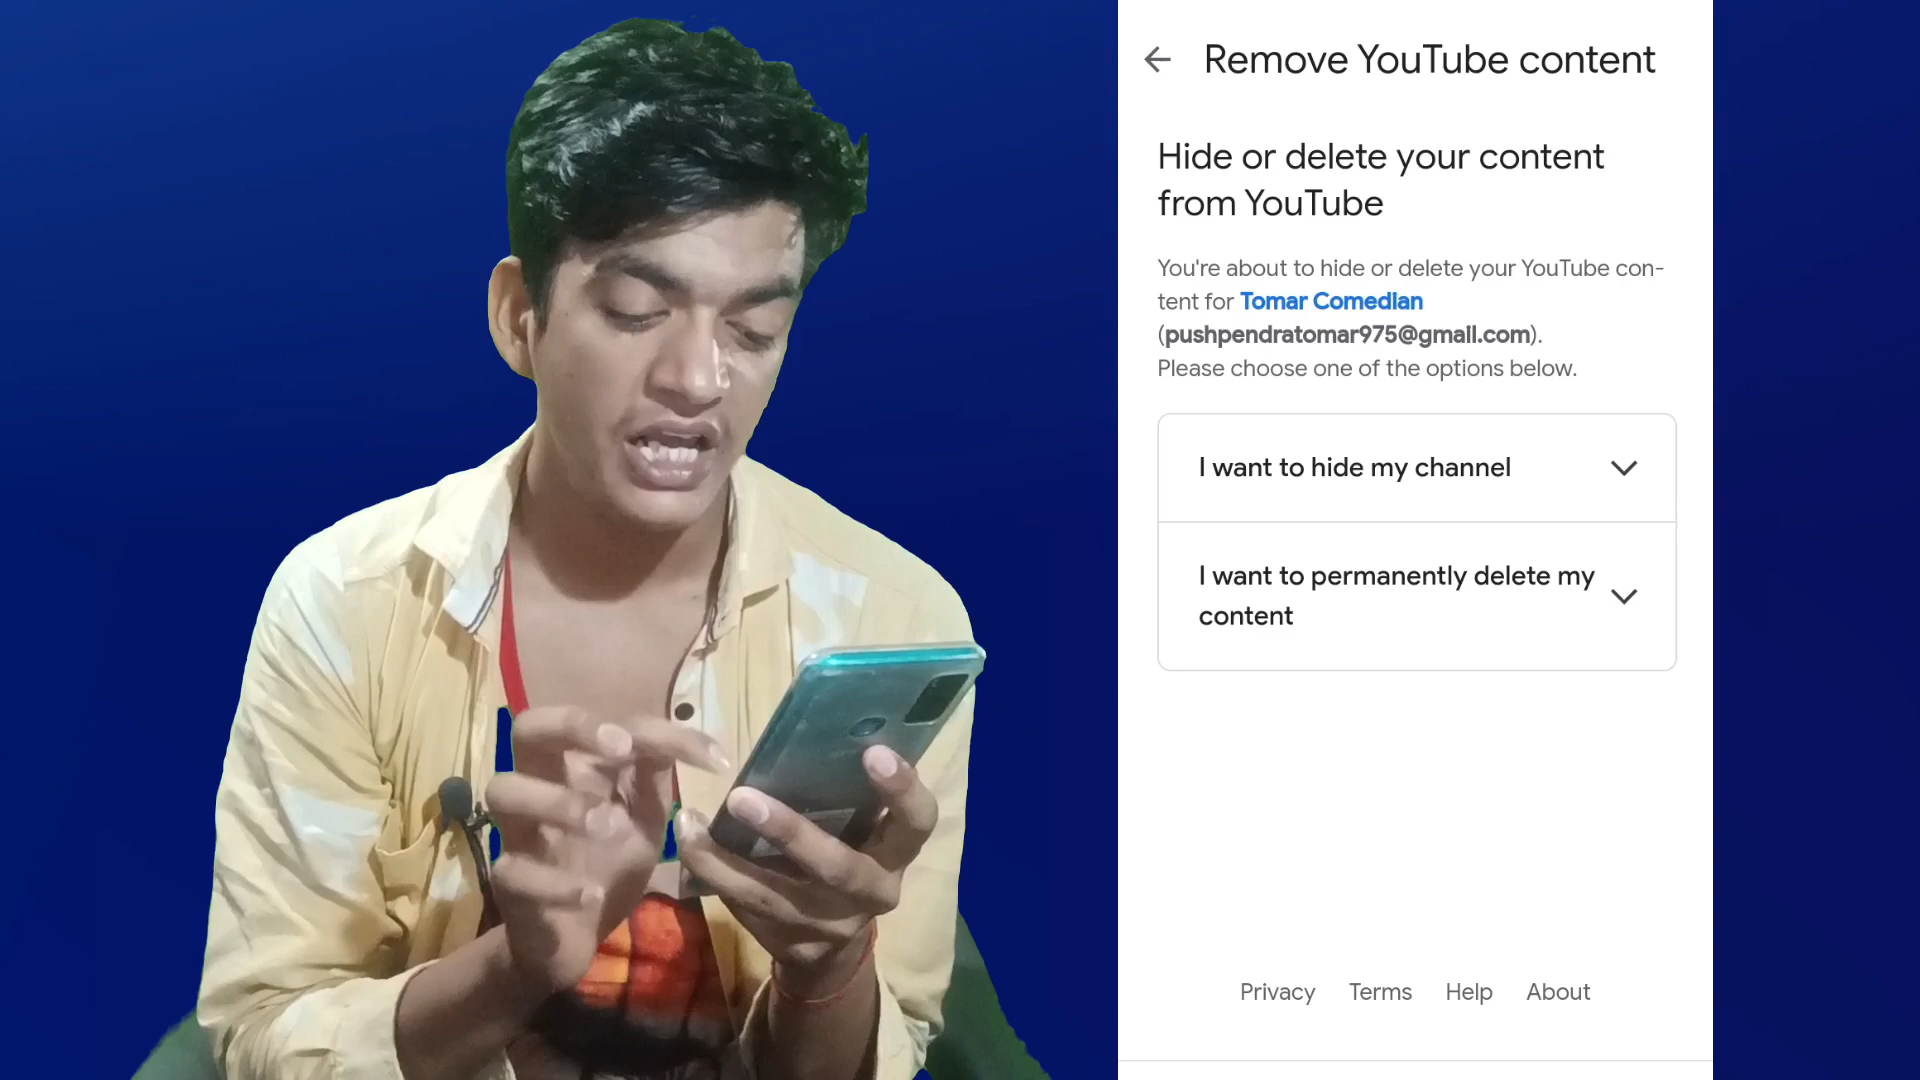 Remove YouTube content
Hide or delete your content
from YouTube
You're about to hide or delete your YouTube con-
tent for Tomar Comedian
(pushpendratomar975@gmail.com).
Please choose one of the options below.
I want to hide my channel
I want to permanently delete my
content
Privacy Terms Help About